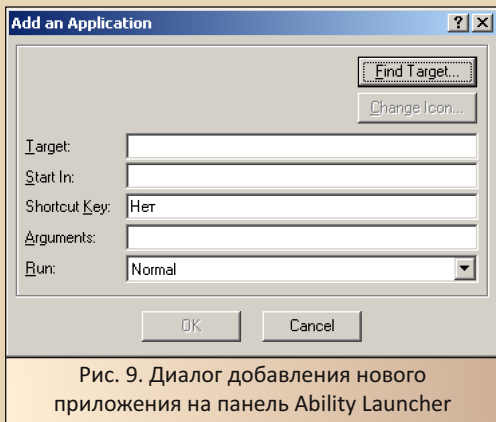 Add an Application
Find Target...
Change Icon...
Target:
Start In:
Shortcut Key: Нет
Arguments:
Run: Normal
OK Cancel
Рис. 9. Диалог добавления нового
приложения на панель Ability Launcher